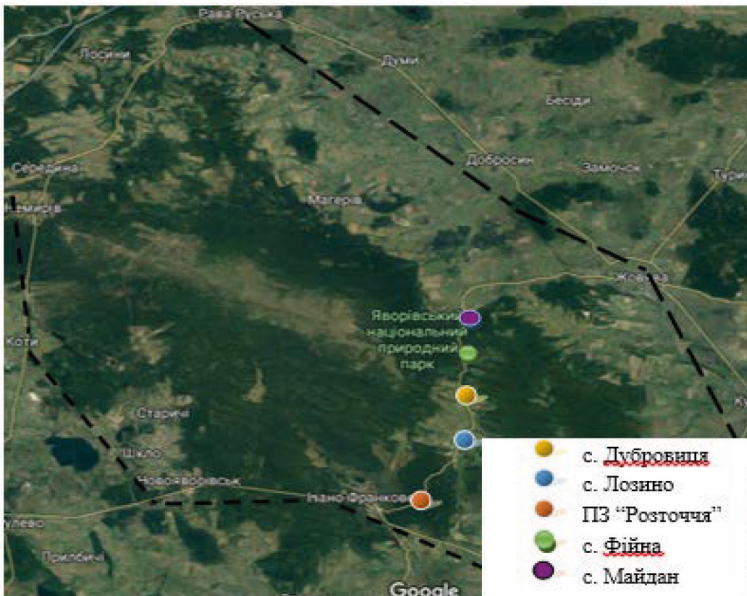 Рава Руська
Лосини
Думи
Бесіди
Середина
Добросин
Замочок
Немирів
Магерів
Жовква
Яворівський
національний
природний
парк
Коти
Старичі
Шкло
Новояворівськ
Івано Франкове
Прилбичі
Google
с. Дубровиця
с. Лозино
ПЗ “Розточчя”
с. Фійна
с. Майдан